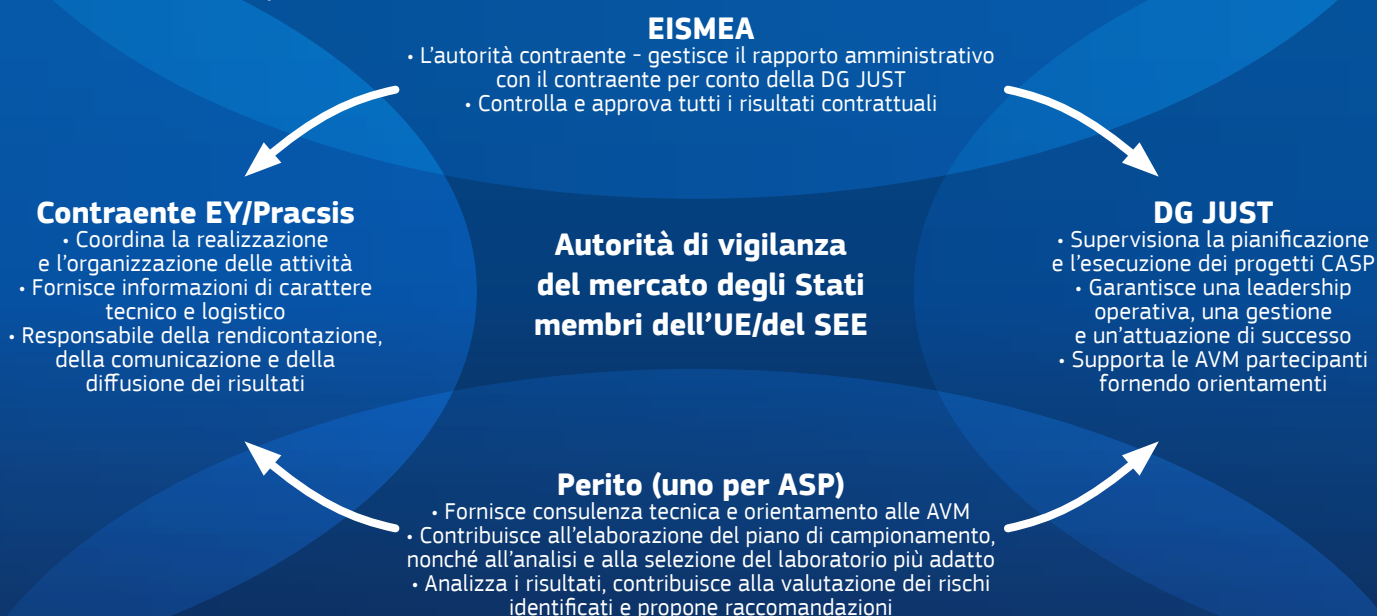 EISMEA
• L'autorità contraente - gestisce il rapporto amministrativo
con il contraente per conto della DG JUST
• Controlla e approva tutti i risultati contrattuali
Contraente EY/Pracsis
• Coordina la realizzazione
e l'organizzazione delle attività
• Fornisce informazioni di carattere
tecnico e logistico
• Responsabile della rendicontazione,
della comunicazione e della
diffusione dei risultati
Autorità di vigilanza
del mercato degli Stati
membri dell'UE/del SEE
DG JUST
• Supervisiona la pianificazione
e l'esecuzione dei progetti CASP
• Garantisce una leadership
operativa, una gestione
e un'attuazione di successo
• Supporta le AVM partecipanti
fornendo orientamenti
Perito (uno per ASP)
• Fornisce consulenza tecnica e orientamento alle AVM
• Contribuisce all'elaborazione del piano di campionamento,
nonché all'analisi e alla selezione del laboratorio più adatto
• Analizza i risultati, contribuisce alla valutazione dei rischi
identificati e propone raccomandazioni